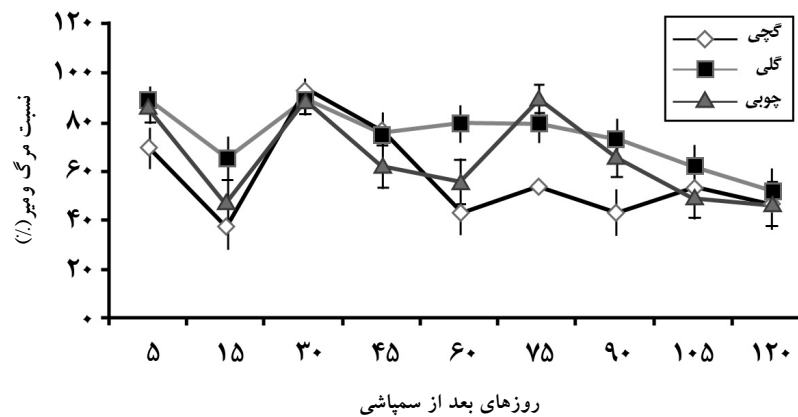 ۱۲۰
۱۰۰
۸۰
۶۰
۴۰
۲۰
۰
نسبت مرگ ومیر(٪)
گچی
گلی
چوبی
۵ ۱۵ ۳۰ ۴۵ ۶۰ ۷۵ ۹۰ ۱۰۵ ۱۲۰
روزهای بعد از سمپاشی